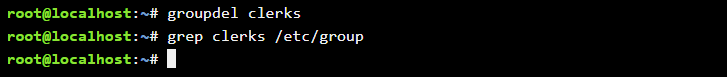 root@localhost:~# groupdel clerks
root@localhost:~# grep clerks /etc/group
root@localhost:~#